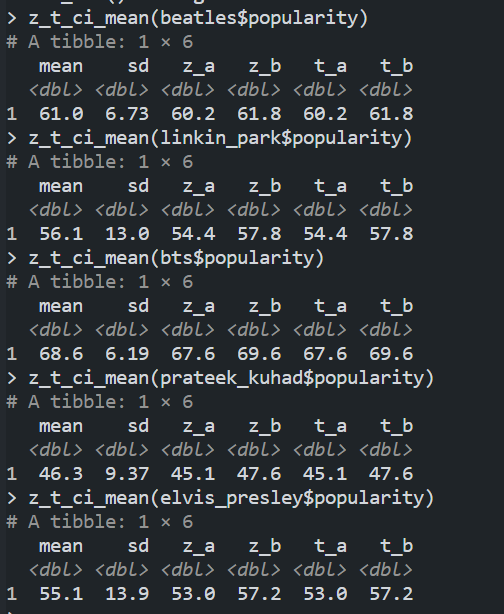 > z_t_ci_mean(beatles$popularity)
# A tibble: 1 × 6
   mean    sd   z_a   z_b   t_a   t_b
  <dbl> <dbl> <dbl> <dbl> <dbl> <dbl>
1  61.0  6.73  60.2  61.8  60.2  61.8
> z_t_ci_mean(linkin_park$popularity)
# A tibble: 1 × 6
   mean    sd   z_a   z_b   t_a   t_b
  <dbl> <dbl> <dbl> <dbl> <dbl> <dbl>
1  56.1  13.0  54.4  57.8  54.4  57.8
> z_t_ci_mean(bts$popularity)
# A tibble: 1 × 6
   mean    sd   z_a   z_b   t_a   t_b
  <dbl> <dbl> <dbl> <dbl> <dbl> <dbl>
1  68.6  6.19  67.6  69.6  67.6  69.6
> z_t_ci_mean(prateek_kuhad$popularity)
# A tibble: 1 × 6
   mean    sd   z_a   z_b   t_a   t_b
  <dbl> <dbl> <dbl> <dbl> <dbl> <dbl>
1  46.3  9.37  45.1  47.6  45.1  47.6
> z_t_ci_mean(elvis_presley$popularity)
# A tibble: 1 × 6
   mean    sd   z_a   z_b   t_a   t_b
  <dbl> <dbl> <dbl> <dbl> <dbl> <dbl>
1  55.1  13.9  53.0  57.2  53.0  57.2